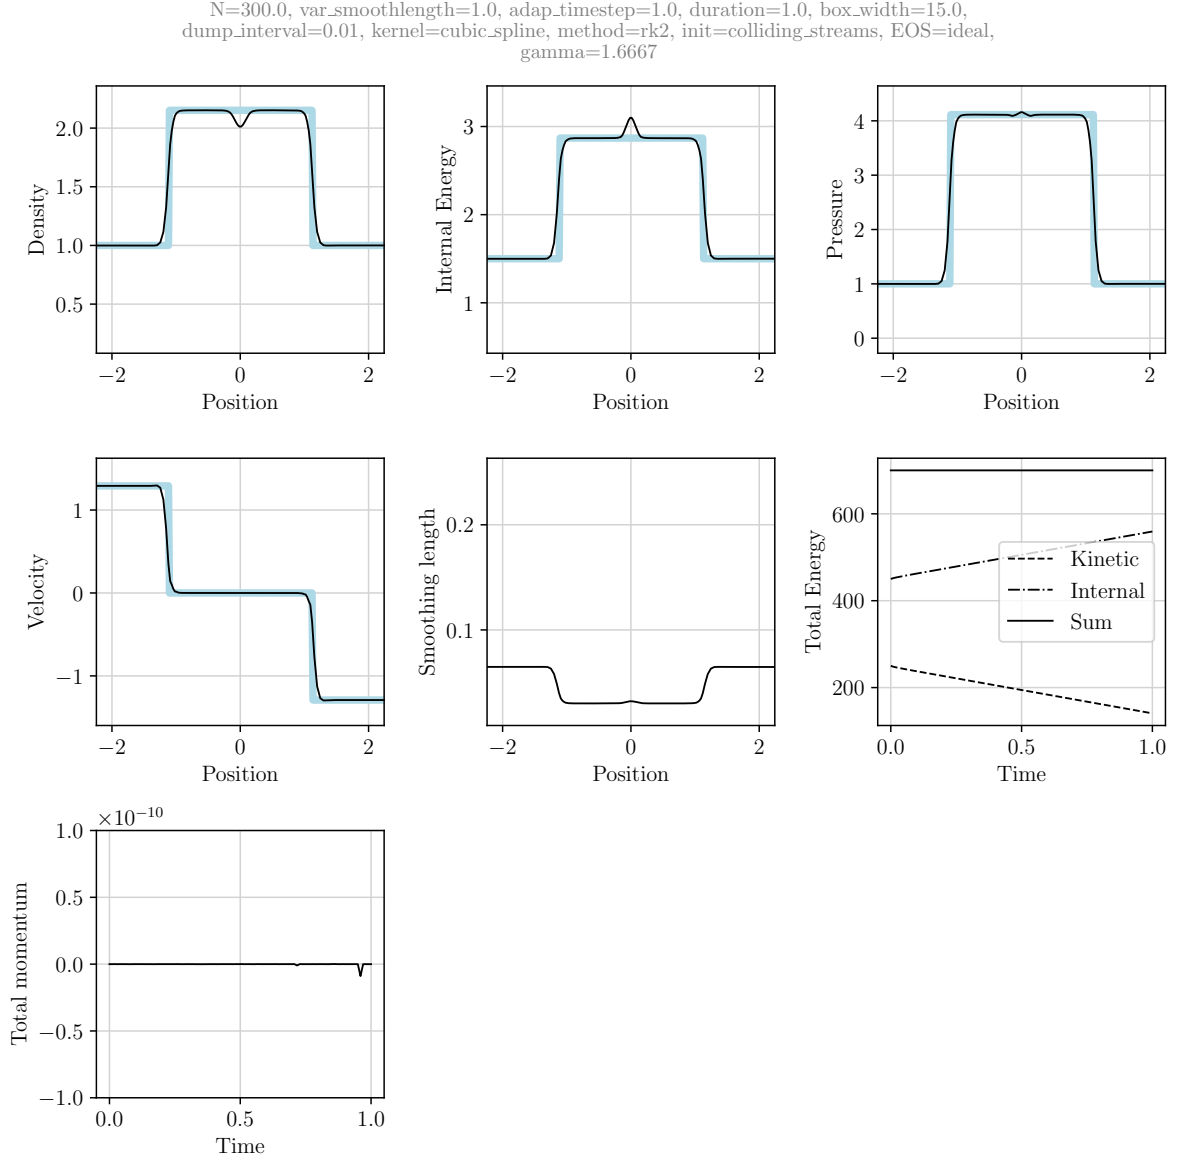 N=300.0, var_smoothlength=1.0, adap_timestep=1.0, duration=1.0, box_width=15.0,
dump_interval=0.01, kernel=cubic_spline, method=rk2, init=colliding_streams, EOS=ideal,
gamma=1.6667
Density
2.0
1.5
1.0
0.5
−2 0 2
Position
Internal Energy
3
2
1
−2 0 2
Position
Pressure
4
3
2
1
0
−2 0 2
Position
Velocity
1
0
−1
−2 0 2
Position
Smoothing length
0.2
0.1
−2 0 2
Position
Total Energy
600
400
200
Kinetic
Internal
Sum
0.0 0.5 1.0
Time
×10−10
Total momentum
1.0
0.5
0.0
−0.5
−1.0
0.0 0.5 1.0
Time